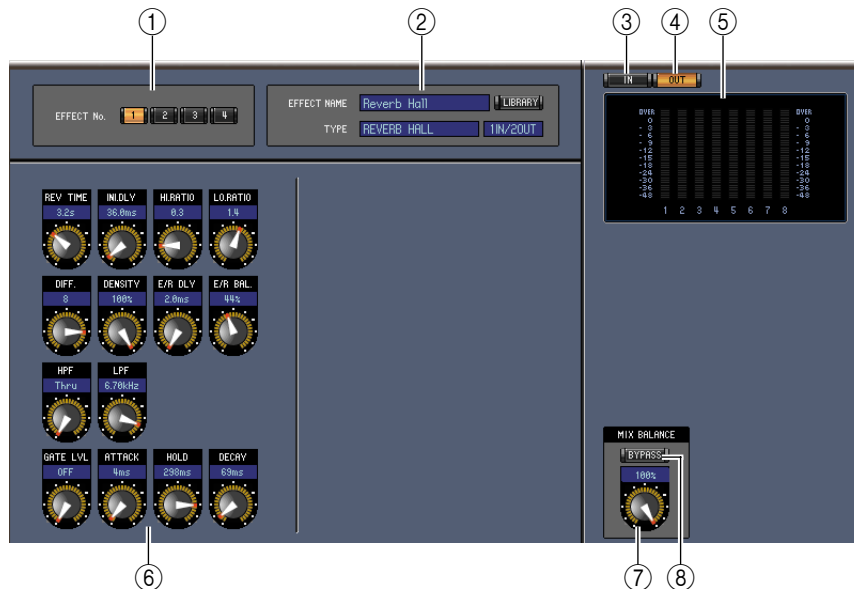 ① ② ③ ④ ⑤
IN OUT
EFFECT No. 1 2 3 4
EFFECT NAME Reverb Hall LIBRARY
TYPE REVERB HALL 1IN/2OUT
OVER OVER
0 0
- 3 - 3
- 6 - 6
- 9 - 9
-12 -12
-15 -15
-18 -18
-24 -24
-30 -30
-36 -36
-48 -48
1 2 3 4 5 6 7 8
REV TIME INI.DLY HI.RATIO LO.RATIO
3.2s 36.0ms 0.3 1.4
DIFF. DENSITY E/R DLY E/R BAL.
8 100% 2.0ms 44%
HPF LPF
Thru 6.70kHz
GATE LVL ATTACK HOLD DECAY
OFF 4ms 298ms 69ms
MIX BALANCE
BYPASS
100%
⑥ ⑦ ⑧